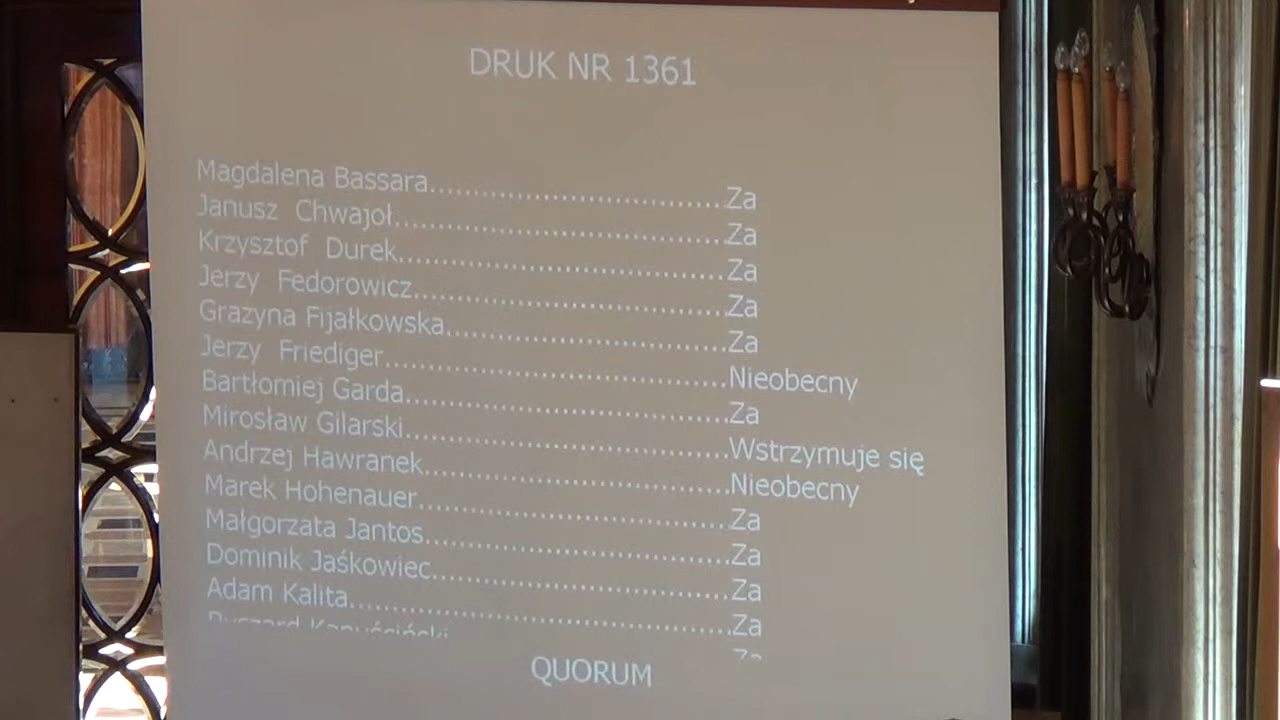 DRUK NR 1361
Magdalena Bassara..................................Za
Janusz Chwajoł......................................Za
Krzysztof Durek.....................................Za
Jerzy Fedorowicz...................................Za
Grazyna Fijałkowska................................Za
Jerzy Friediger......................................Nieobecny
Bartłomiej Garda....................................Za
Mirosław Gilarski....................................Wstrzymuje się
Andrzej Hawranek..................................Nieobecny
Marek Hohenauer...................................Za
Małgorzata Jantos..................................Za
Dominik Jaśkowiec..................................Za
Adam Kalita..........................................Za
Ryszard Kapuściński Za
QUORUM